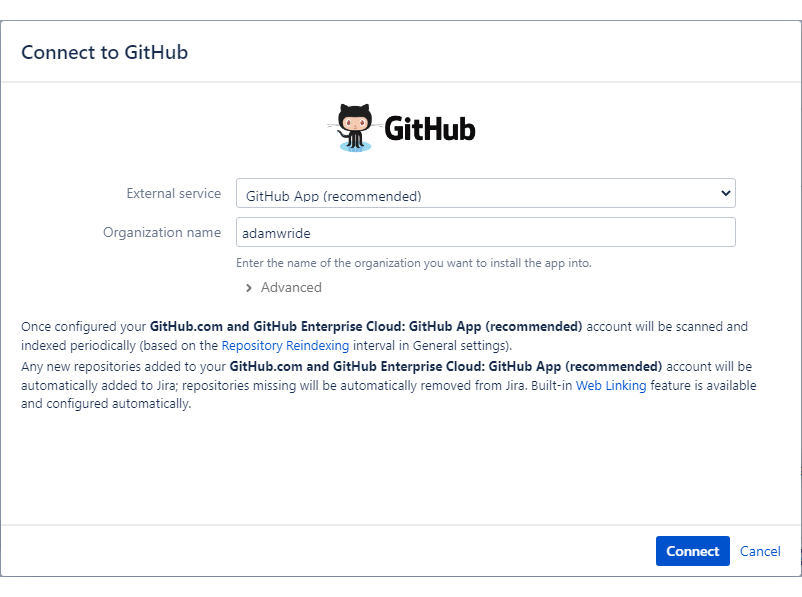 Connect to GitHub
GitHub
External service
GitHub App (recommended)
Organization name
adamwride
Enter the name of the organization you want to install the app into.
Advanced
Once configured your GitHub.com and GitHub Enterprise Cloud: GitHub App (recommended) account will be scanned and
indexed periodically (based on the Repository Reindexing interval in General settings).
Any new repositories added to your GitHub.com and GitHub Enterprise Cloud: GitHub App (recommended) account will be
automatically added to Jira; repositories missing will be automatically removed from Jira. Built-in Web Linking feature is available
and configured automatically.
Connect
Cancel